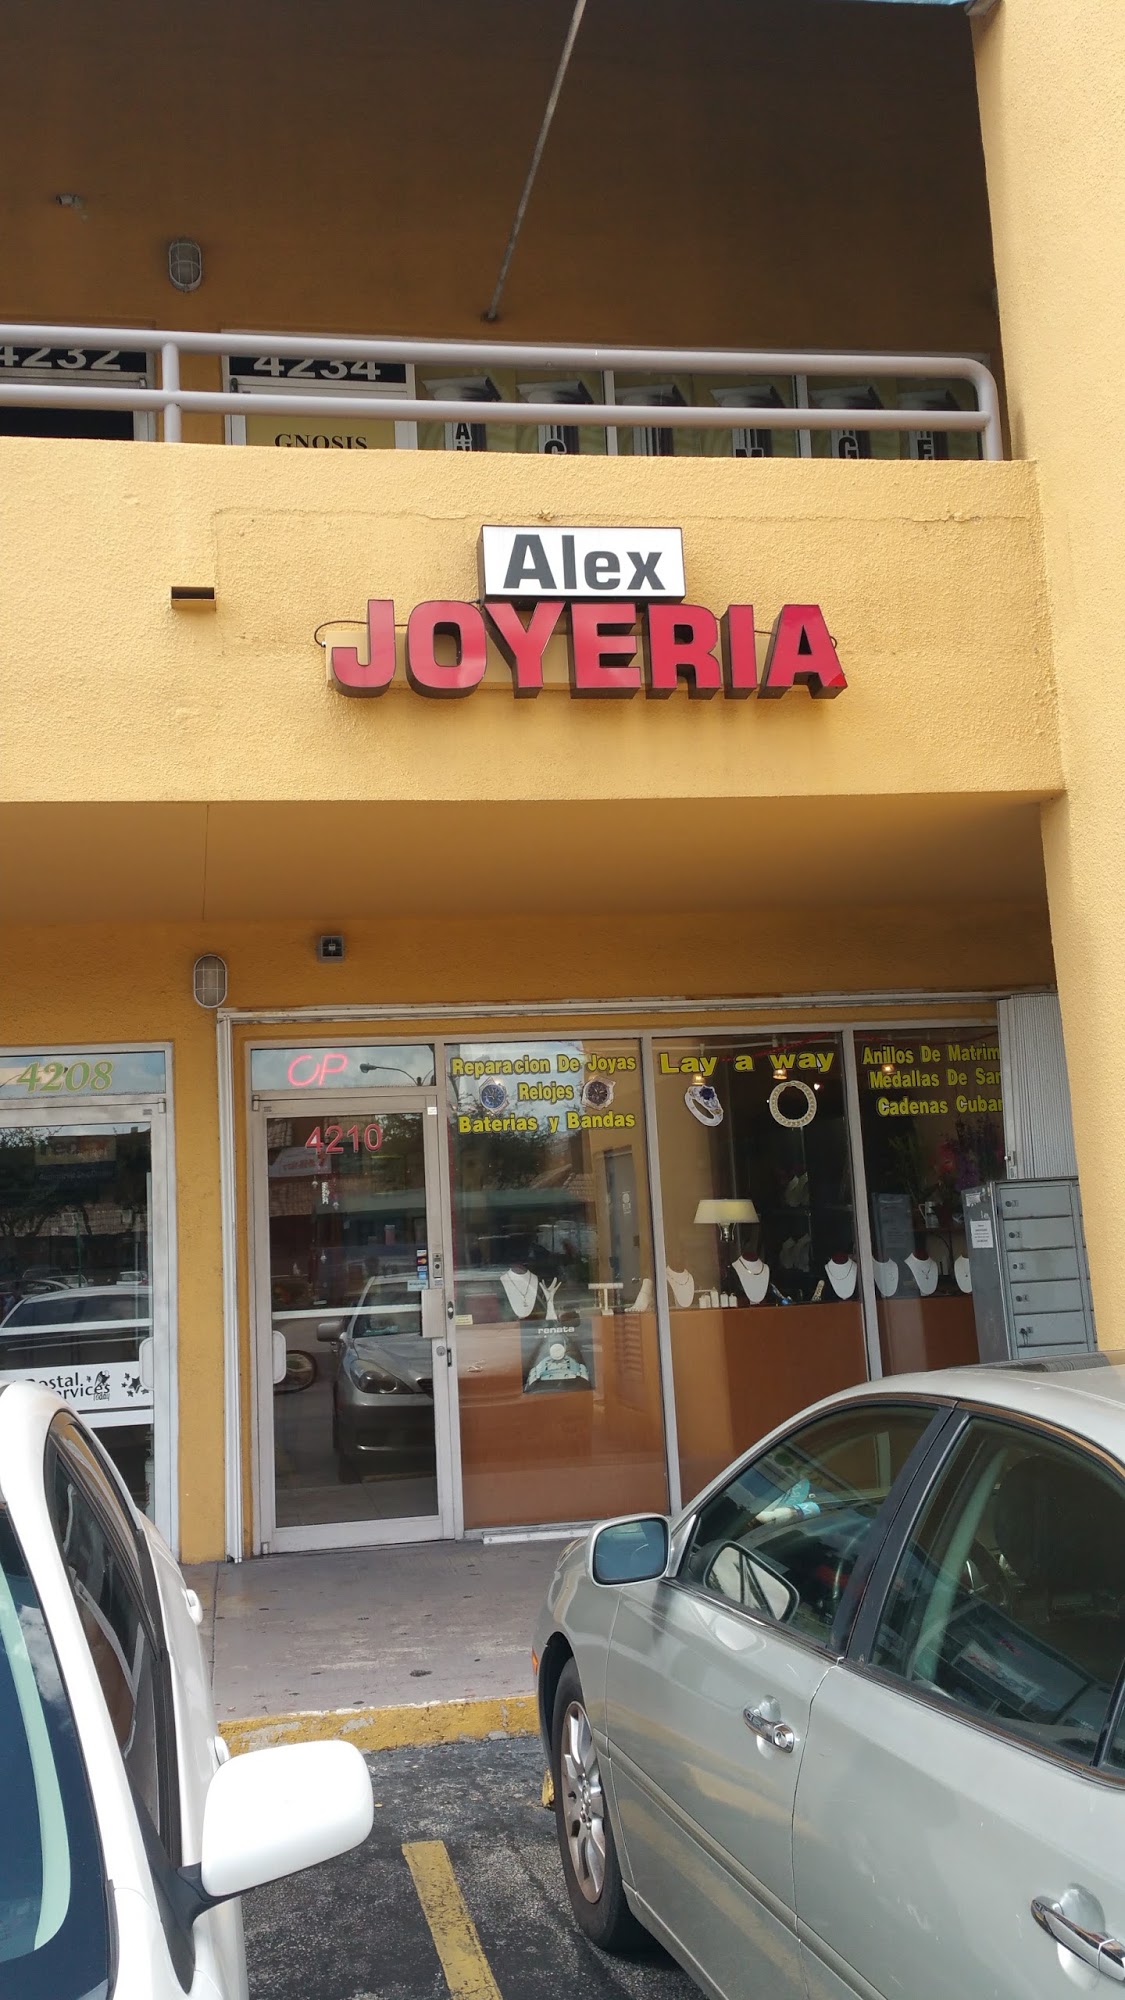 4232
4234
GNOSIS
Alex
JOYERIA
4208
OP
4210
Reparacion De Joyas
Relojes
Baterias y Bandas
Lay a way
Anillos De Matrim
Medallas De San
Cadenas Cuban
renata
Postal
Services